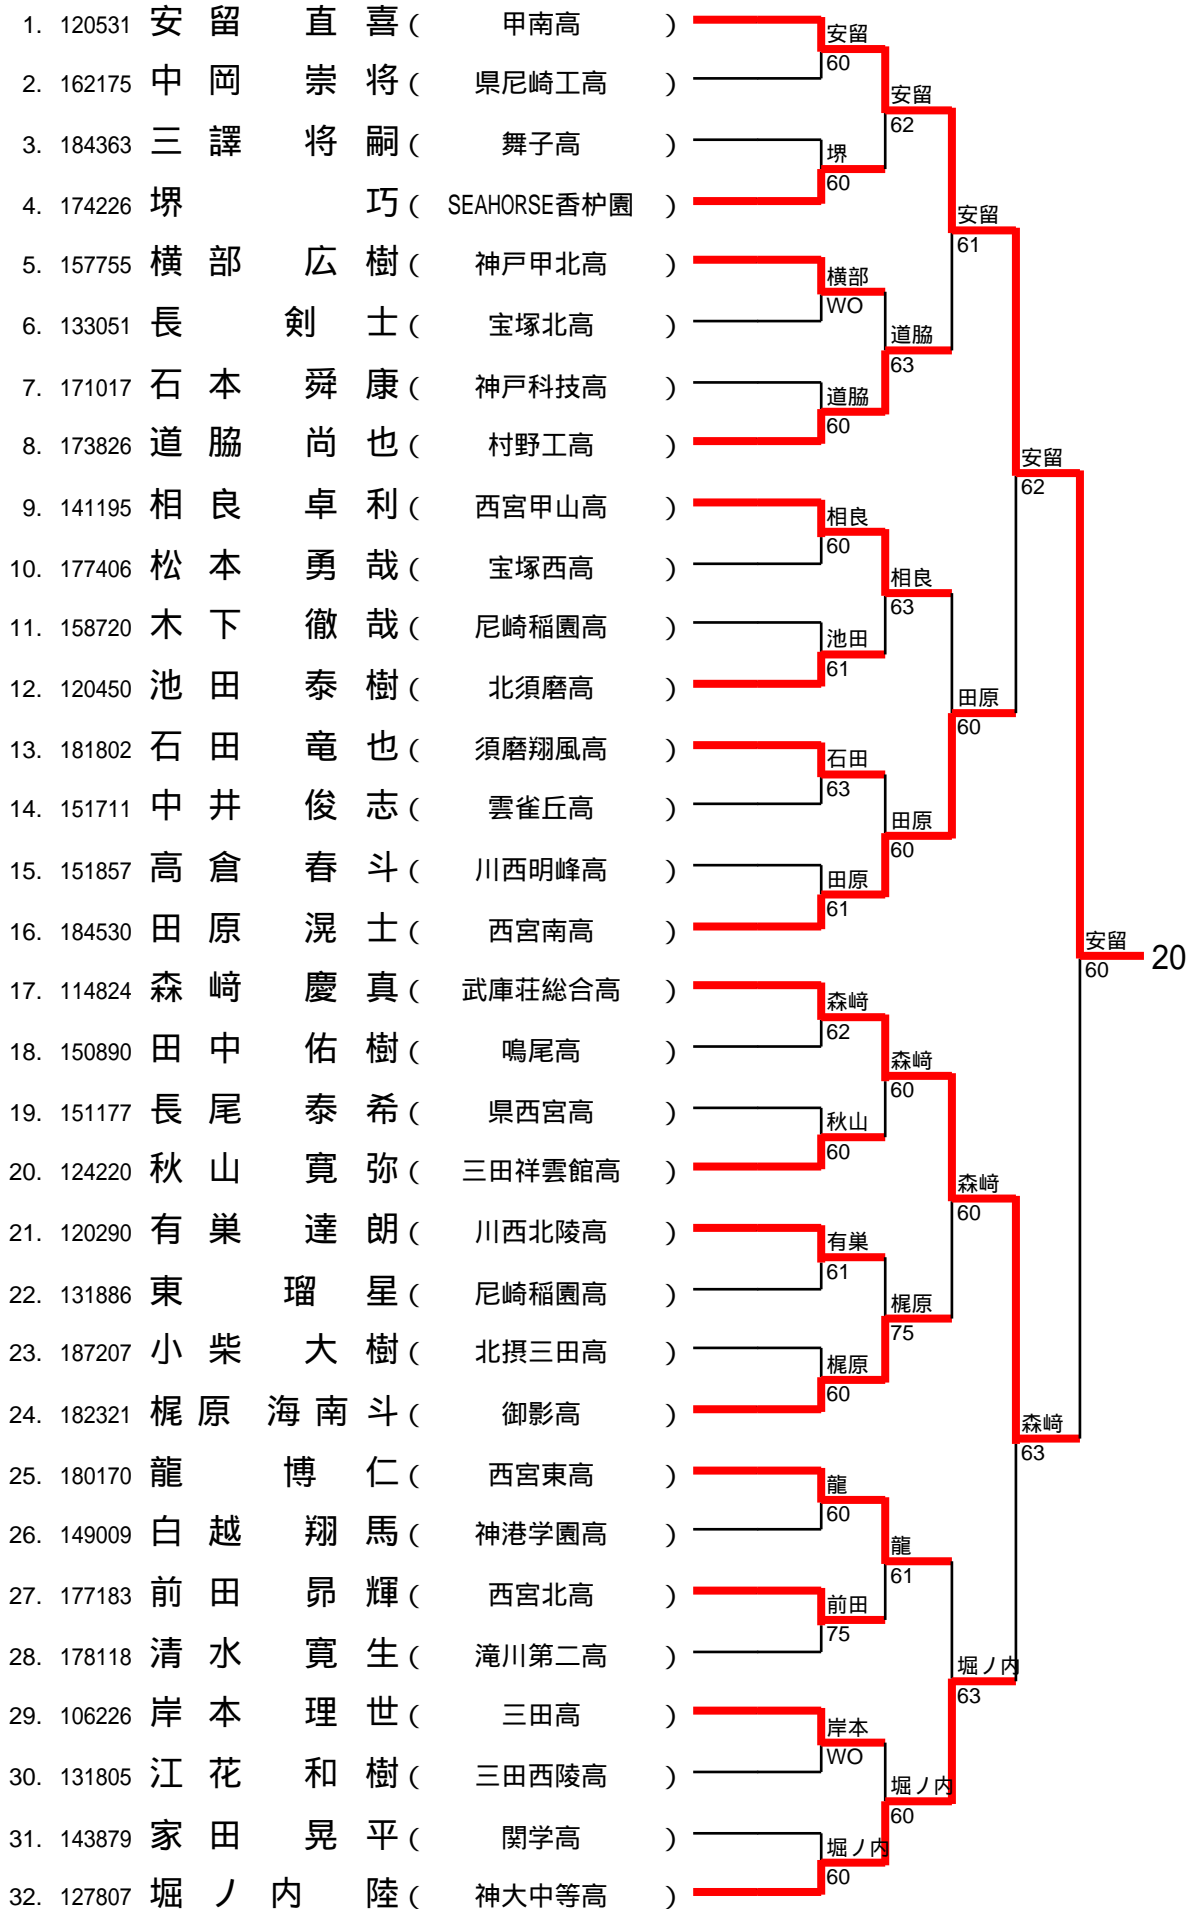 1. 120531 安留 直喜 ( 甲南高 )
安留
60
2. 162175 中岡 崇将 ( 県尼崎工高 )
安留
62
3. 184363 三譯 将嗣 ( 舞子高 )
堺
60
4. 174226 堺 巧 ( SEAHORSE香枦園 )
安留
61
5. 157755 横部 広樹 ( 神戸甲北高 )
横部
WO
6. 133051 長 剣士 ( 宝塚北高 )
道脇
63
7. 171017 石本 舜康 ( 神戸科技高 )
道脇
60
8. 173826 道脇 尚也 ( 村野工高 )
安留
62
9. 141195 相良 卓利 ( 西宮甲山高 )
相良
60
10. 177406 松本 勇哉 ( 宝塚西高 )
相良
63
11. 158720 木下 徹哉 ( 尼崎稲園高 )
池田
61
12. 120450 池田 泰樹 ( 北須磨高 )
田原
60
13. 181802 石田 竜也 ( 須磨翔風高 )
石田
63
14. 151711 中井 俊志 ( 雲雀丘高 )
田原
60
15. 151857 高倉 春斗 ( 川西明峰高 )
田原
61
16. 184530 田原 滉士 ( 西宮南高 )
安留
60
20
17. 114824 森﨑 慶真 ( 武庫荘総合高 )
森﨑
62
18. 150890 田中 佑樹 ( 鳴尾高 )
森﨑
60
19. 151177 長尾 泰希 ( 県西宮高 )
秋山
60
20. 124220 秋山 寛弥 ( 三田祥雲館高 )
森﨑
60
21. 120290 有巣 達朗 ( 川西北陵高 )
有巣
61
22. 131886 東 瑠星 ( 尼崎稲園高 )
梶原
75
23. 187207 小柴 大樹 ( 北摂三田高 )
梶原
60
24. 182321 梶原 海南斗 ( 御影高 )
森﨑
63
25. 180170 龍 博仁 ( 西宮東高 )
龍
60
26. 149009 白越 翔馬 ( 神港学園高 )
龍
61
27. 177183 前田 昴輝 ( 西宮北高 )
前田
75
28. 178118 清水 寛生 ( 滝川第二高 )
堀ノ内
63
29. 106226 岸本 理世 ( 三田高 )
岸本
WO
30. 131805 江花 和樹 ( 三田西陵高 )
堀ノ内
60
31. 143879 家田 晃平 ( 関学高 )
堀ノ内
60
32. 127807 堀ノ内 陸 ( 神大中等高 )